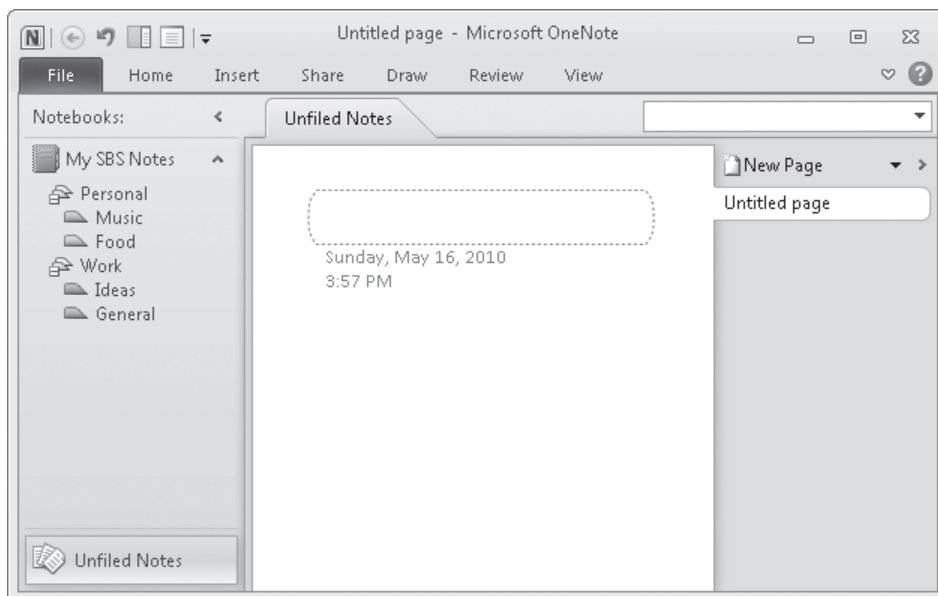 Untitled page - Microsoft OneNote
File Home Insert Share Draw Review View
Notebooks:
Unfiled Notes
My SBS Notes
Personal
Music
Food
Work
Ideas
General
Unfiled Notes
Sunday, May 16, 2010
3:57 PM
New Page
Untitled page